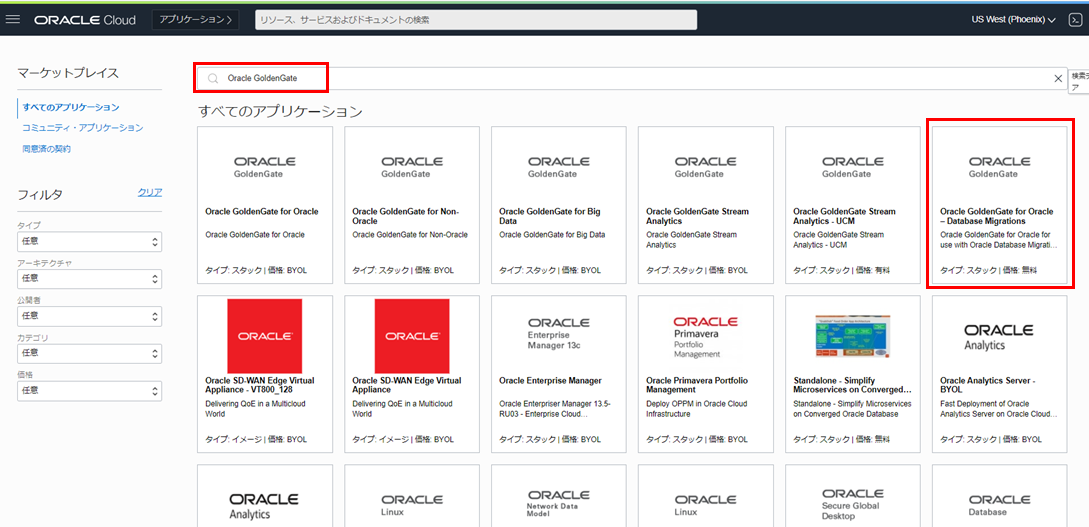 ORACLE Cloud
アプリケーション
リソース、サービスおよびドキュメントの検索
US West (Phoenix)
マーケットプレイス
すべてのアプリケーション
コミュニティ・アプリケーション
同意済の契約
フィルタ
クリア
タイプ
任意
アーキテクチャ
任意
公開者
任意
カテゴリ
任意
価格
任意
Oracle GoldenGate
すべてのアプリケーション
ORACLE
GoldenGate
Oracle GoldenGate for Oracle
Oracle GoldenGate for Oracle
タイプ: スタック | 価格: BYOL
ORACLE
GoldenGate
Oracle GoldenGate for Non-
Oracle
Oracle GoldenGate for Non-Oracle
タイプ: スタック | 価格: BYOL
ORACLE
GoldenGate
Oracle GoldenGate for Big
Data
Oracle GoldenGate for Big Data
タイプ: スタック | 価格: BYOL
ORACLE
GoldenGate
Oracle GoldenGate Stream
Analytics
Oracle GoldenGate Stream
Analytics
タイプ: スタック | 価格: BYOL
ORACLE
GoldenGate
Oracle GoldenGate Stream
Analytics - UCM
Oracle GoldenGate Stream
Analytics - UCM
タイプ: スタック | 価格: 有料
ORACLE
GoldenGate
Oracle GoldenGate for Oracle
– Database Migrations
Oracle GoldenGate for Oracle for
use with Oracle Database Migrati...
タイプ: スタック | 価格: 無料
ORACLE
Oracle SD-WAN Edge Virtual
Appliance - VT800_128
Delivering QoE in a Multicloud
World
タイプ: イメージ | 価格: BYOL
ORACLE
Oracle SD-WAN Edge Virtual
Appliance
Delivering QoE in a Multicloud
World
タイプ: イメージ | 価格: BYOL
ORACLE
Enterprise
Manager 13c
Oracle Enterprise Manager
Oracle Enterpriser Manager 13.5-
RU03 - Enterprise Cloud...
タイプ: スタック | 価格: BYOL
ORACLE
Primavera
Portfolio
Management
Oracle Primavera Portfolio
Management
Deploy OPPM in Oracle Cloud
Infrastructure
タイプ: スタック | 価格: BYOL
Standalone - Simplify
Microservices on Converged...
Standalone - Simplify Microservices
on Converged Oracle Database
タイプ: スタック | 価格: 無料
ORACLE
Analytics
Oracle Analytics Server -
BYOL
Fast Deployment of Oracle
Analytics Server on Oracle Cloud...
タイプ: スタック | 価格: BYOL
ORACLE
Analytics
ORACLE
Linux
ORACLE
Network Data
Model
ORACLE
Linux
ORACLE
Secure Global
Desktop
ORACLE
Database